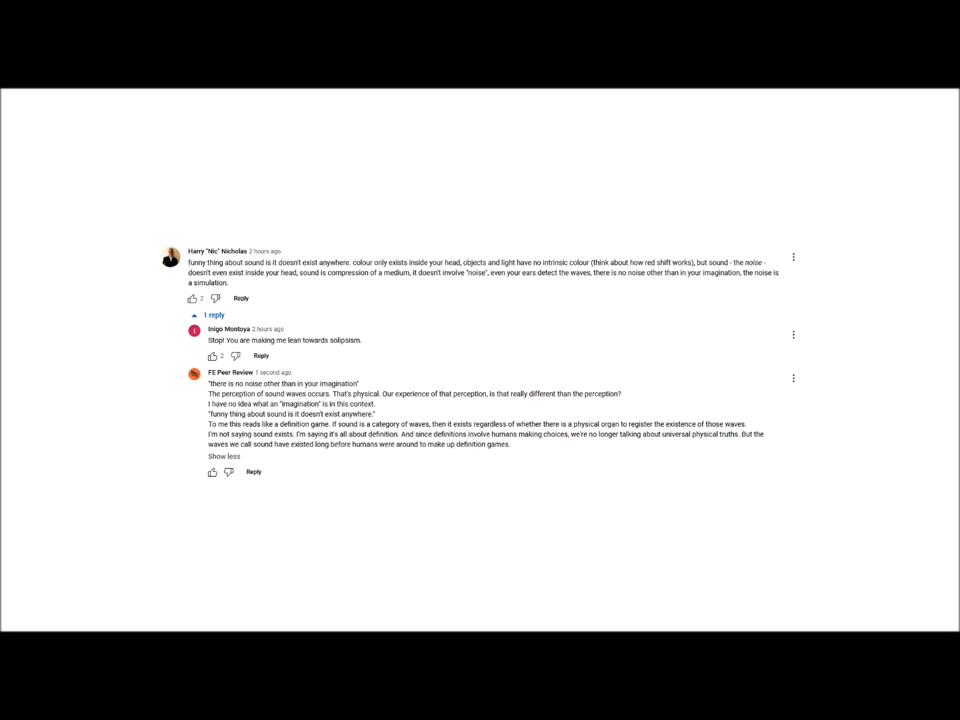 Harry "Nic" Nicholas 2 hours ago
funny thing about sound is it doesn't exist anywhere. colour only exists inside your head, objects and light have no intrinsic colour (think about how red shift works), but sound - the noise -
doesn't even exist inside your head, sound is compression of a medium, it doesn't involve "noise", even your ears detect the waves, there is no noise other than in your imagination, the noise is
a simulation.
2 Reply
1 reply
I
Inigo Montoya 2 hours ago
Stop! You are making me lean towards solipsism.
2 Reply
FE Peer Review 1 second ago
"there is no noise other than in your imagination"
The perception of sound waves occurs. That's physical. Our experience of that perception, is that really different than the perception?
I have no idea what an "imagination" is in this context.
"funny thing about sound is it doesn't exist anywhere."
To me this reads like a definition game. If sound is a category of waves, then it exists regardless of whether there is a physical organ to register the existence of those waves.
I'm not saying sound exists. I'm saying it's all about definition. And since definitions involve humans making choices, we're no longer talking about universal physical truths. But the
waves we call sound have existed long before humans were around to make up definition games.
Show less
Reply